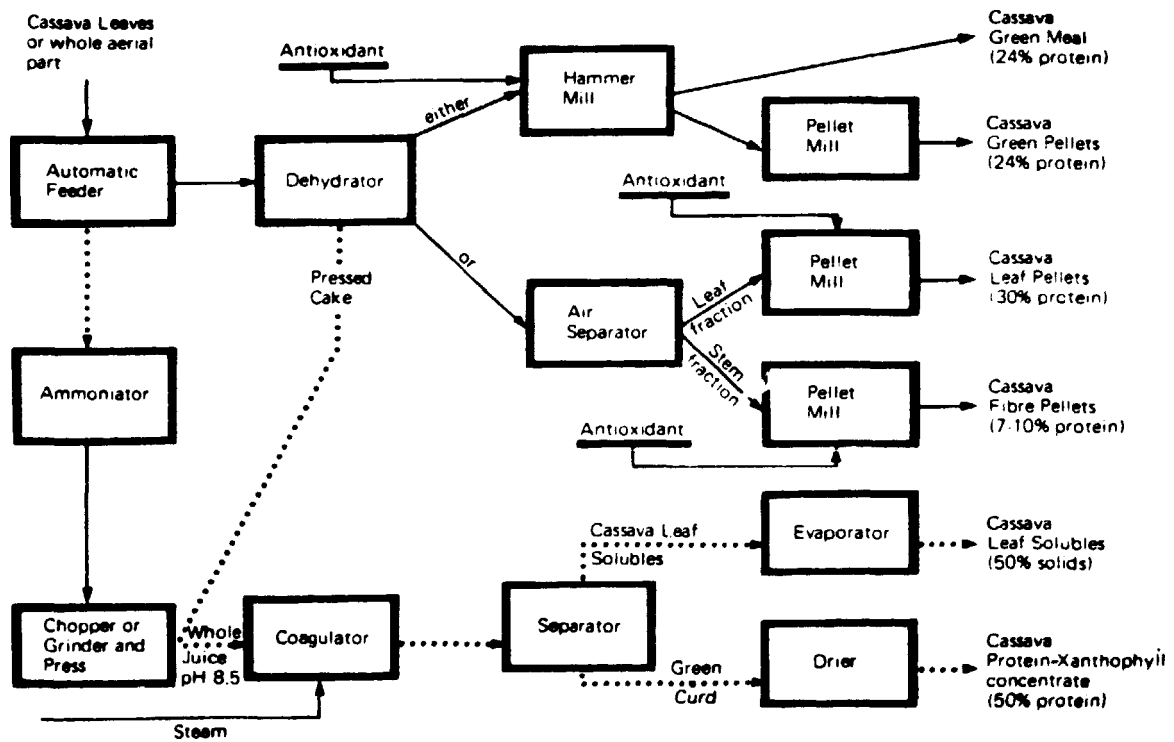 Cassava Leaves
or whole aerial
part
Antioxidant
Hammer
Mill
Cassava
Green Meal
(24% protein)
either
Pellet
Mill
Cassava
Green Pellets
(24% protein)
Automatic
Feeder
Dehydrator
Antioxidant
or
Pressed
Cake
Pellet
Mill
Cassava
Leaf Pellets
(30% protein)
Air
Separator
Leaf
fraction
Stem
fraction
Ammoniator
Pellet
Mill
Cassava
Fibre Pellets
(7-10% protein)
Antioxidant
Cassava Leaf
Solubles
Evaporator
Cassava
Leaf Solubles
(50% solids)
Chopper or
Grinder and
Press
Whole
Juice
pH 8.5
Coagulator
Separator
Green
Curd
Drier
Cassava
Protein-Xanthophyll
concentrate
(50% protein)
Steam